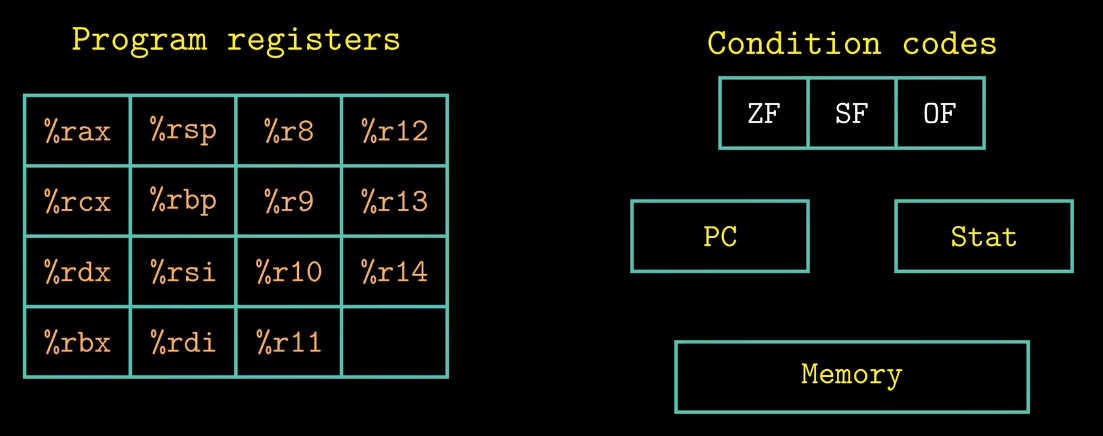 Program registers
%rax %rsp %r8 %r12
%rcx %rbp %r9 %r13
%rdx %rsi %r10 %r14
%rbx %rdi %r11
Condition codes
ZF SF OF
PC
Stat
Memory